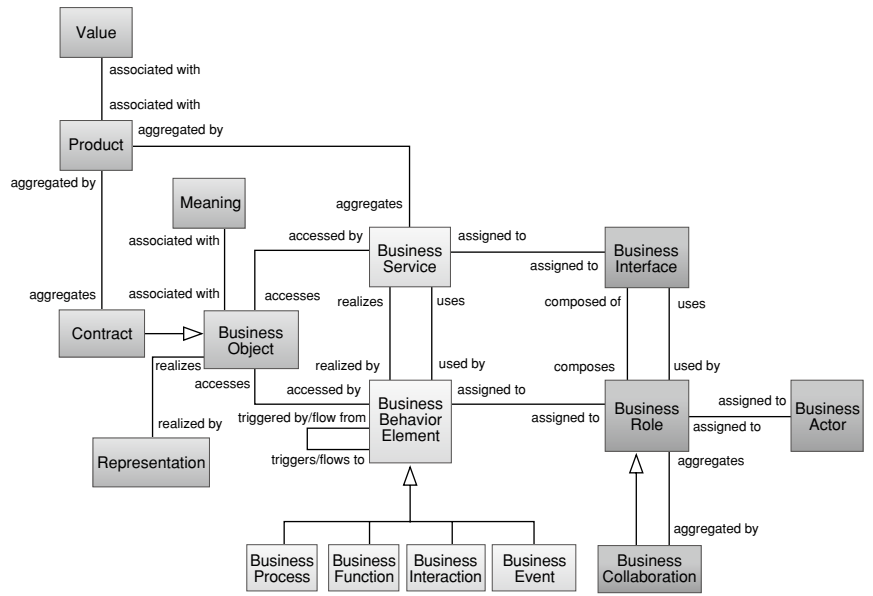 Value
associated with
associated with
Product
aggregated by
aggregated by
Meaning
aggregates
associated with
accessed by
Business
Service
assigned to
Business
Interface
assigned to
associated with
aggregates
accesses
realizes
uses
composed of
uses
Contract
Business
Object
realizes
realized by
used by
composes
used by
accesses
accessed by
assigned to
triggered by/flow from
Business
Behavior
Element
assigned to
Business
Role
assigned to
assigned to
Business
Actor
realized by
triggers/flows to
Representation
aggregates
aggregated by
Business
Process
Business
Function
Business
Interaction
Business
Event
Business
Collaboration